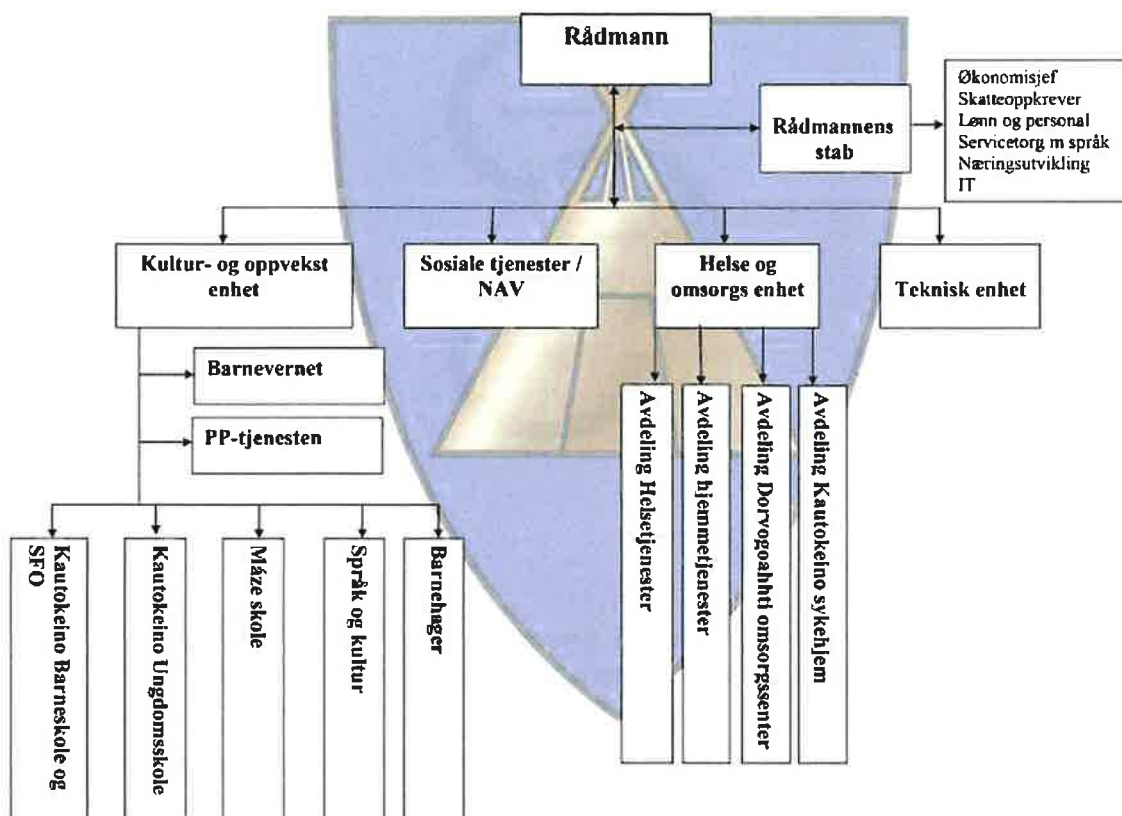 Rådmann
Rådmannens
stab
Økonomisjef
Skatteoppkrever
Lønn og personal
Servicetorg m språk
Næringsutvikling
IT
Kultur- og oppvekst
enhet
Sosiale tjenester /
NAV
Helse og
omsorgs enhet
Teknisk enhet
Barnevernet
PP-tjenesten
Kautokeino Barneskole og
SFO
Kautokeino Ungdomsskole
Máze skole
Språk og kultur
Barnehager
Avdeling Helsetjenester
Avdeling hjemmetjenester
Avdeling Dorvogoahhti omsorgssenter
Avdeling Kautokeino sykehjem